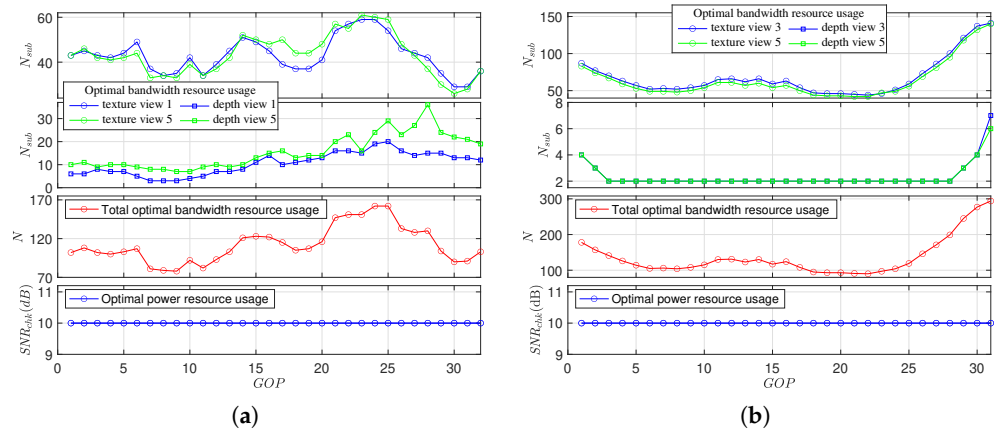 60
40
N_sub
Optimal bandwidth resource usage
texture view 1 depth view 1
texture view 5 depth view 5
40
30
20
10
0
N_sub
170
120
70
N
Total optimal bandwidth resource usage
11
10
9
SNR_chk(dB)
Optimal power resource usage
0 5 10 15 20 25 30
GOP
(a)
150
100
50
N_sub
Optimal bandwidth resource usage
texture view 3 depth view 3
texture view 5 depth view 5
8
6
4
2
N_sub
300
200
100
N
Total optimal bandwidth resource usage
11
10
9
SNR_chk(dB)
Optimal power resource usage
0 5 10 15 20 25 30
GOP
(b)